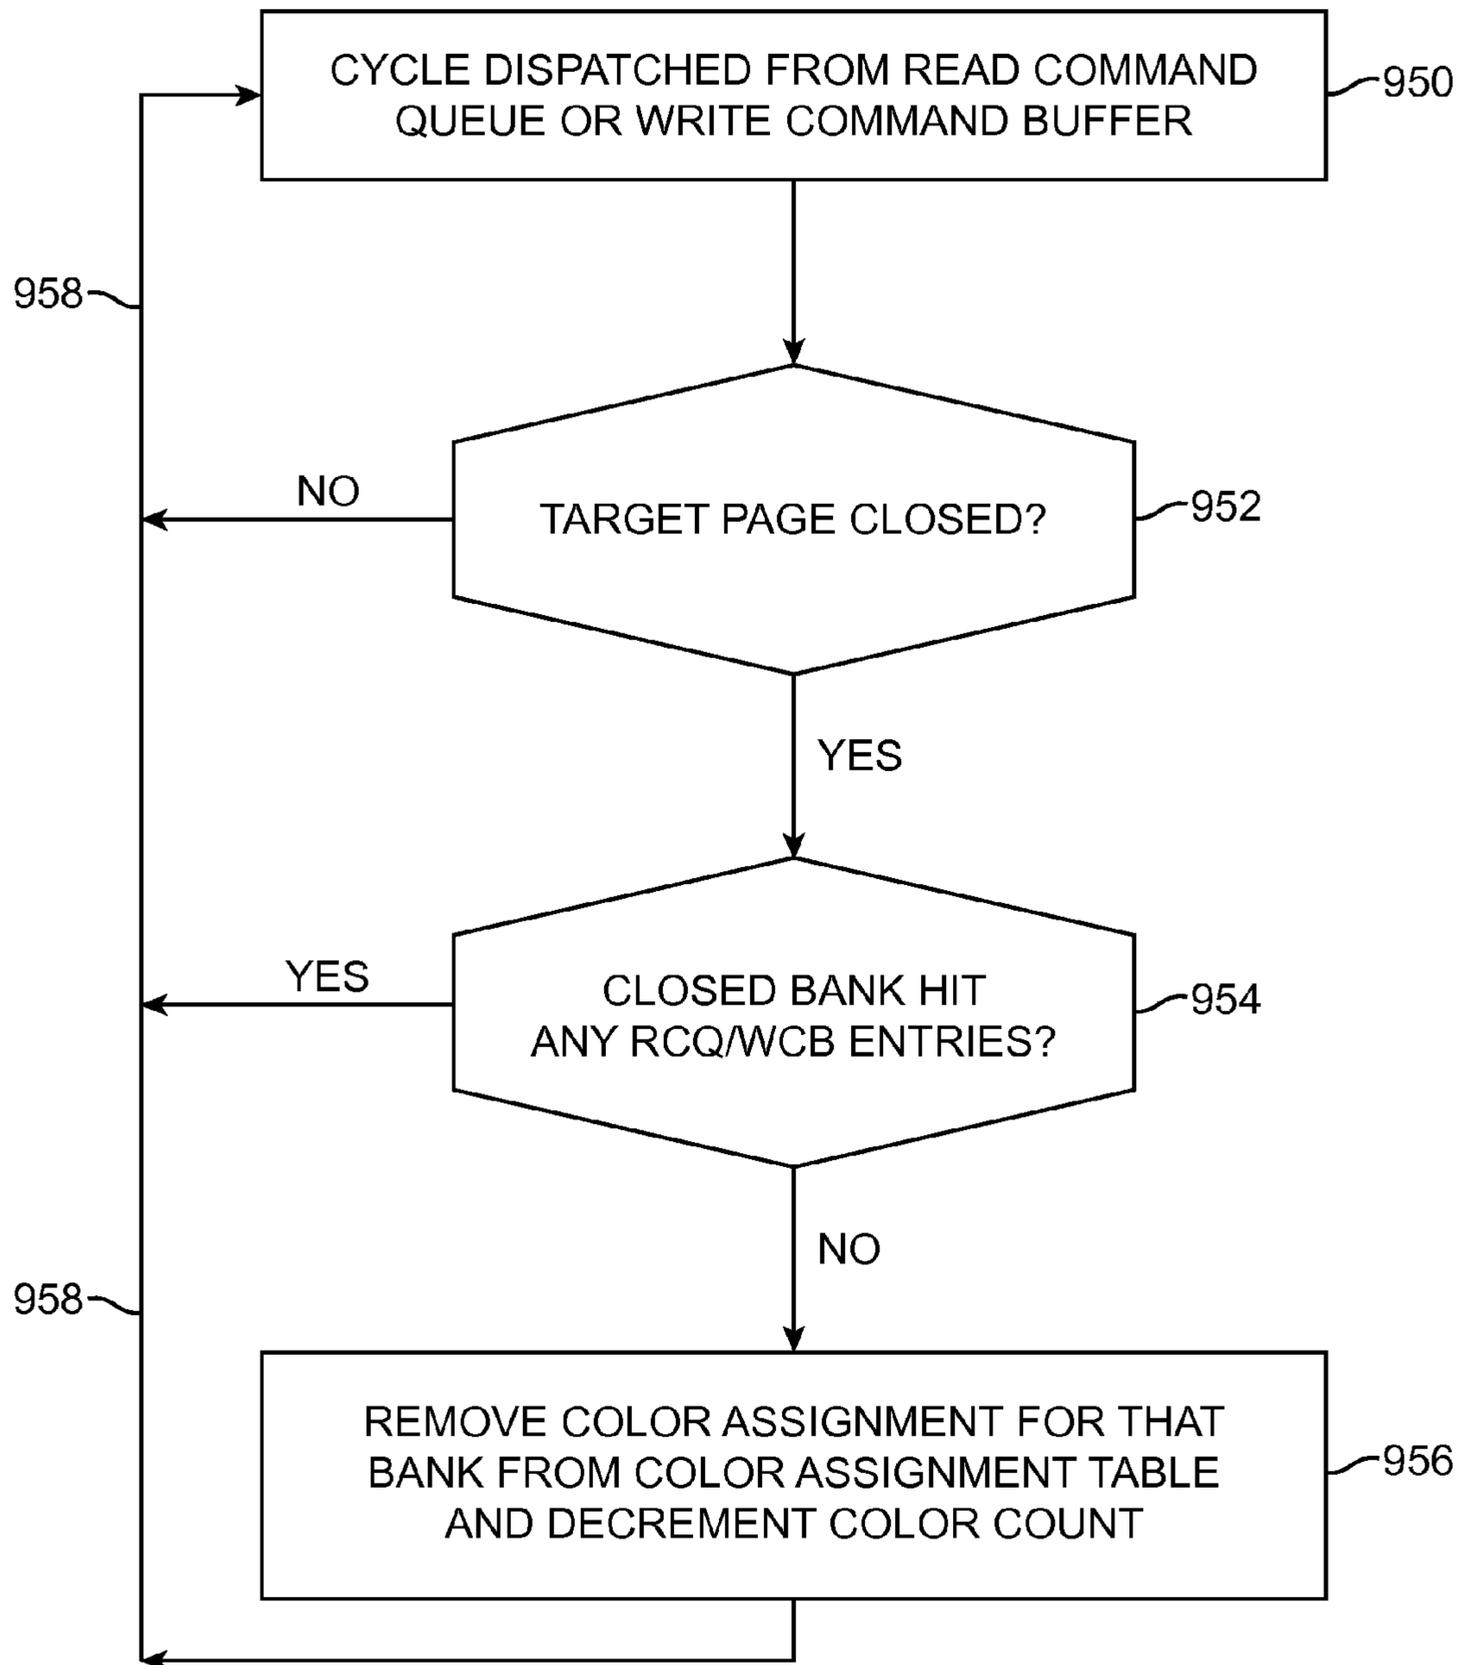 CYCLE DISPATCHED FROM READ COMMAND
QUEUE OR WRITE COMMAND BUFFER
950
958
NO
TARGET PAGE CLOSED?
952
YES
YES
CLOSED BANK HIT
ANY RCQ/WCB ENTRIES?
954
NO
958
REMOVE COLOR ASSIGNMENT FOR THAT
BANK FROM COLOR ASSIGNMENT TABLE
AND DECREMENT COLOR COUNT
956